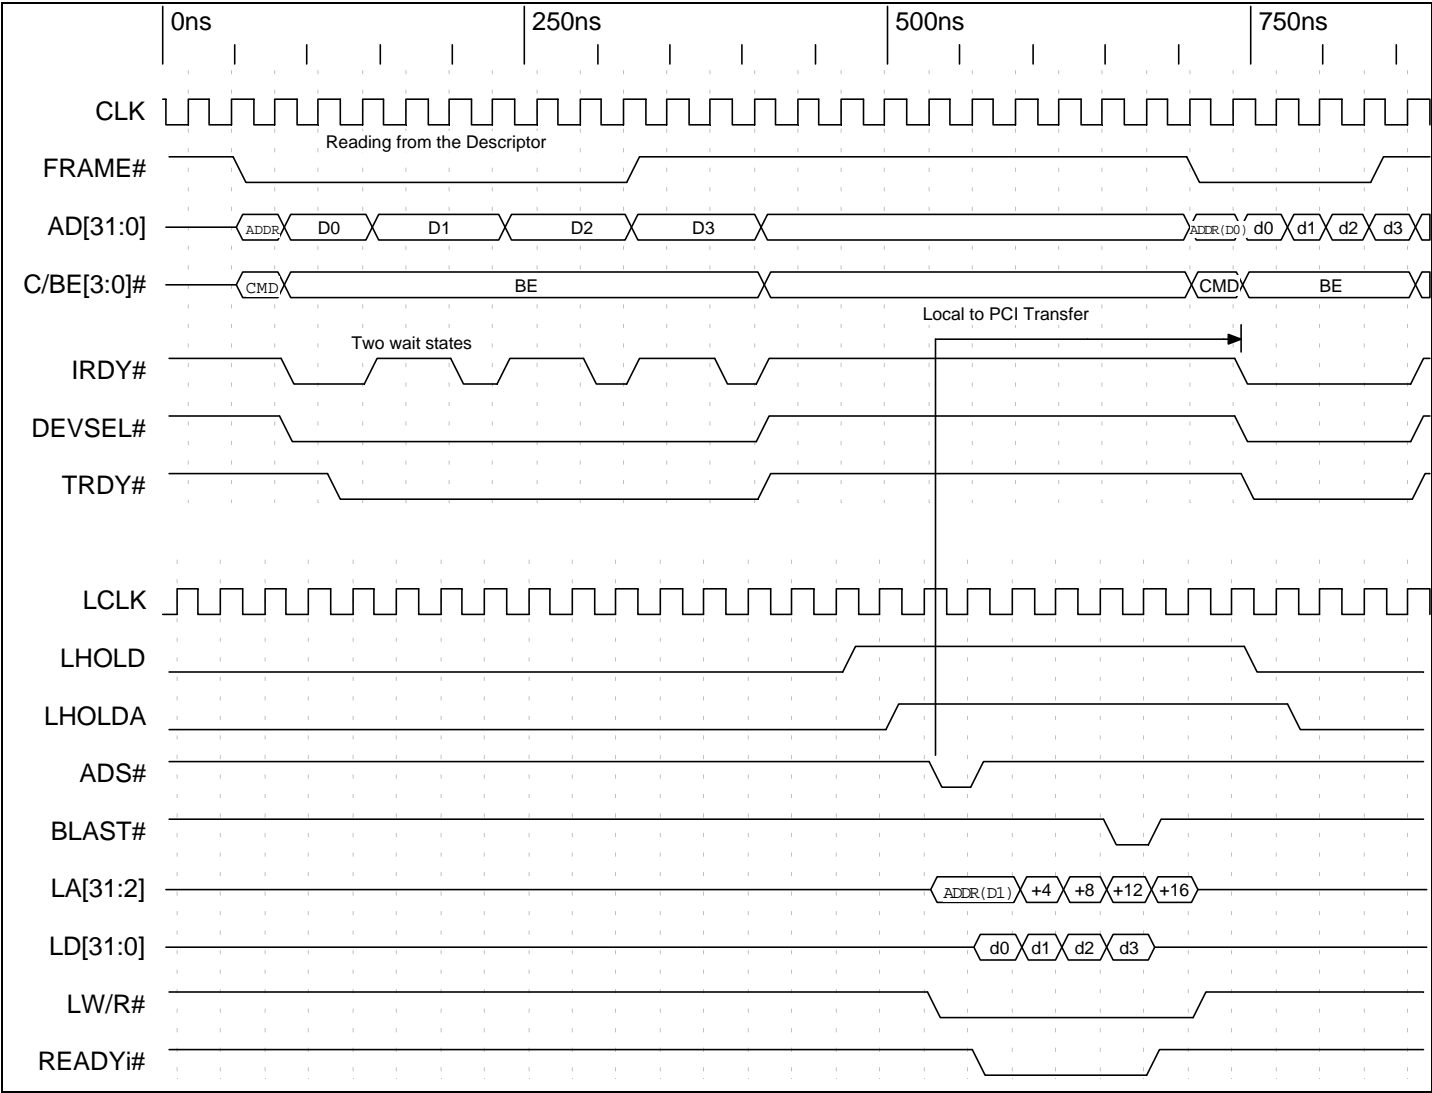 0ns 250ns 500ns 750ns
CLK
Reading from the Descriptor
FRAME#
AD[31:0] ADDR D0 D1 D2 D3 ADDR(D0) d0 d1 d2 d3
C/BE[3:0]# CMD BE CMD BE
Local to PCI Transfer
Two wait states
IRDY#
DEVSEL#
TRDY#
LCLK
LHOLD
LHOLDA
ADS#
BLAST#
LA[31:2] ADDR(D1) +4 +8 +12 +16
LD[31:0] d0 d1 d2 d3
LW/R#
READYi#